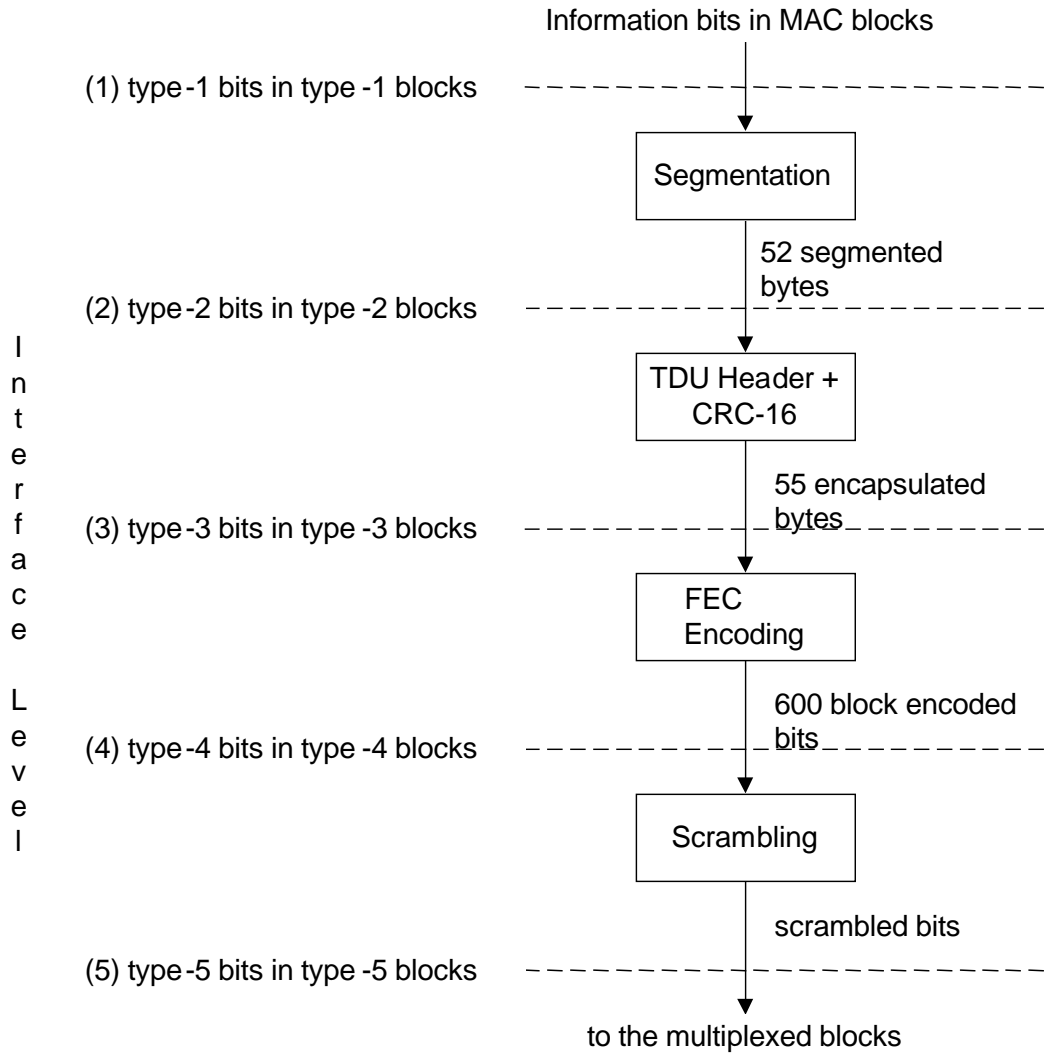 Information bits in MAC blocks
(1) type-1 bits in type-1 blocks
Segmentation
52 segmented
bytes
(2) type-2 bits in type-2 blocks
TDU Header +
CRC-16
55 encapsulated
bytes
(3) type-3 bits in type-3 blocks
FEC
Encoding
600 block encoded
bits
(4) type-4 bits in type-4 blocks
Scrambling
scrambled bits
(5) type-5 bits in type-5 blocks
to the multiplexed blocks
Interface Level